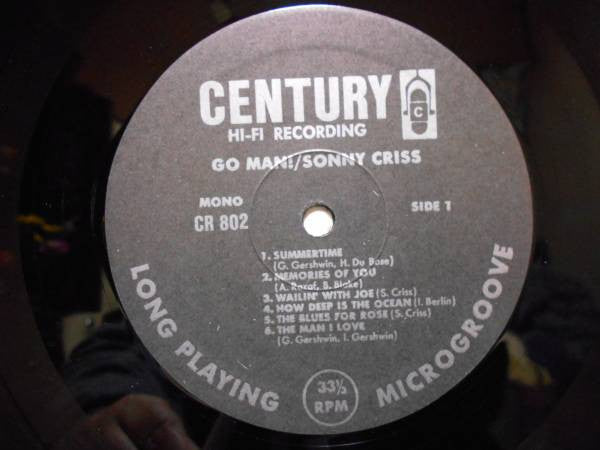 CENTURY
C
HI-FI RECORDING
GO MAN!/SONNY CRISS
MONO
SIDE 1
CR 802
1. SUMMERTIME
(G. Gershwin, H. Du Bose)
2. MEMORIES OF YOU
(A. Razaf, B. Blake)
3. WAILIN' WITH JOE (S. Criss)
4. HOW DEEP IS THE OCEAN (I. Berlin)
5. THE BLUES FOR ROSE (S. Criss)
6. THE MAN I LOVE
(G. Gershwin, I. Gershwin)
LONG PLAYING
33⅓
RPM
MICROGROOVE